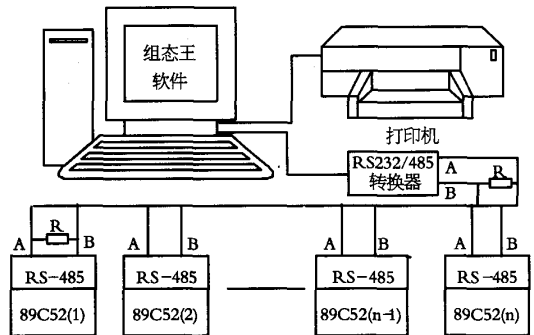 组态王
软件
打印机
RS232/485
转换器
A
B
R
A
R
B
A
B
A
B
A
B
RS-485
RS-485
RS-485
RS-485
89C52(1)
89C52(2)
89C52(n-1)
89C52(n)